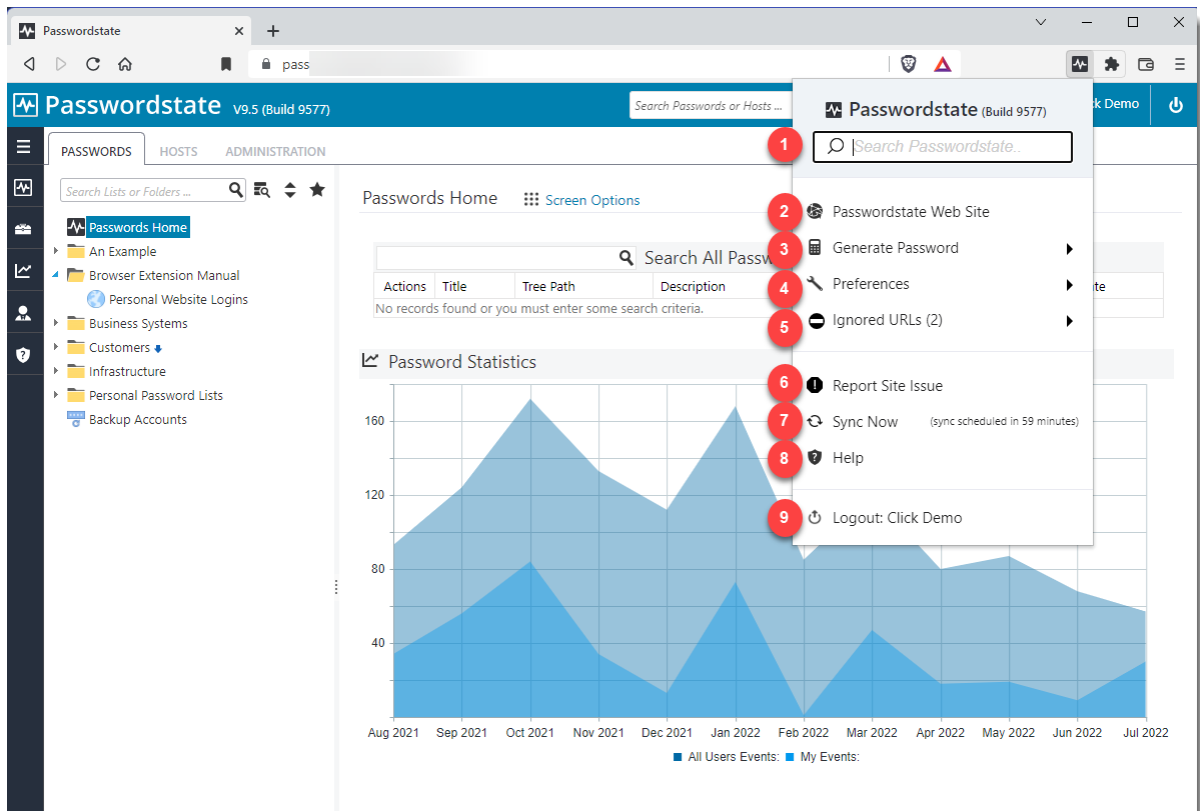 Passwordstate
pass
Passwordstate V9.5 (Build 9577)
Search Passwords or Hosts ...
ck Demo
PASSWORDS HOSTS ADMINISTRATION
Search Lists or Folders ...
Passwords Home
An Example
Browser Extension Manual
Personal Website Logins
Business Systems
Customers
Infrastructure
Personal Password Lists
Backup Accounts
Passwords Home Screen Options
Search All Passw
Actions Title Tree Path Description te
No records found or you must enter some search criteria.
Password Statistics
160
120
80
40
Aug 2021 Sep 2021 Oct 2021 Nov 2021 Dec 2021 Jan 2022 Feb 2022 Mar 2022 Apr 2022 May 2022 Jun 2022 Jul 2022
All Users Events: My Events:
Passwordstate (Build 9577)
1 Search Passwordstate..
2 Passwordstate Web Site
3 Generate Password
4 Preferences
5 Ignored URLs (2)
6 Report Site Issue
7 Sync Now (sync scheduled in 59 minutes)
8 Help
9 Logout: Click Demo